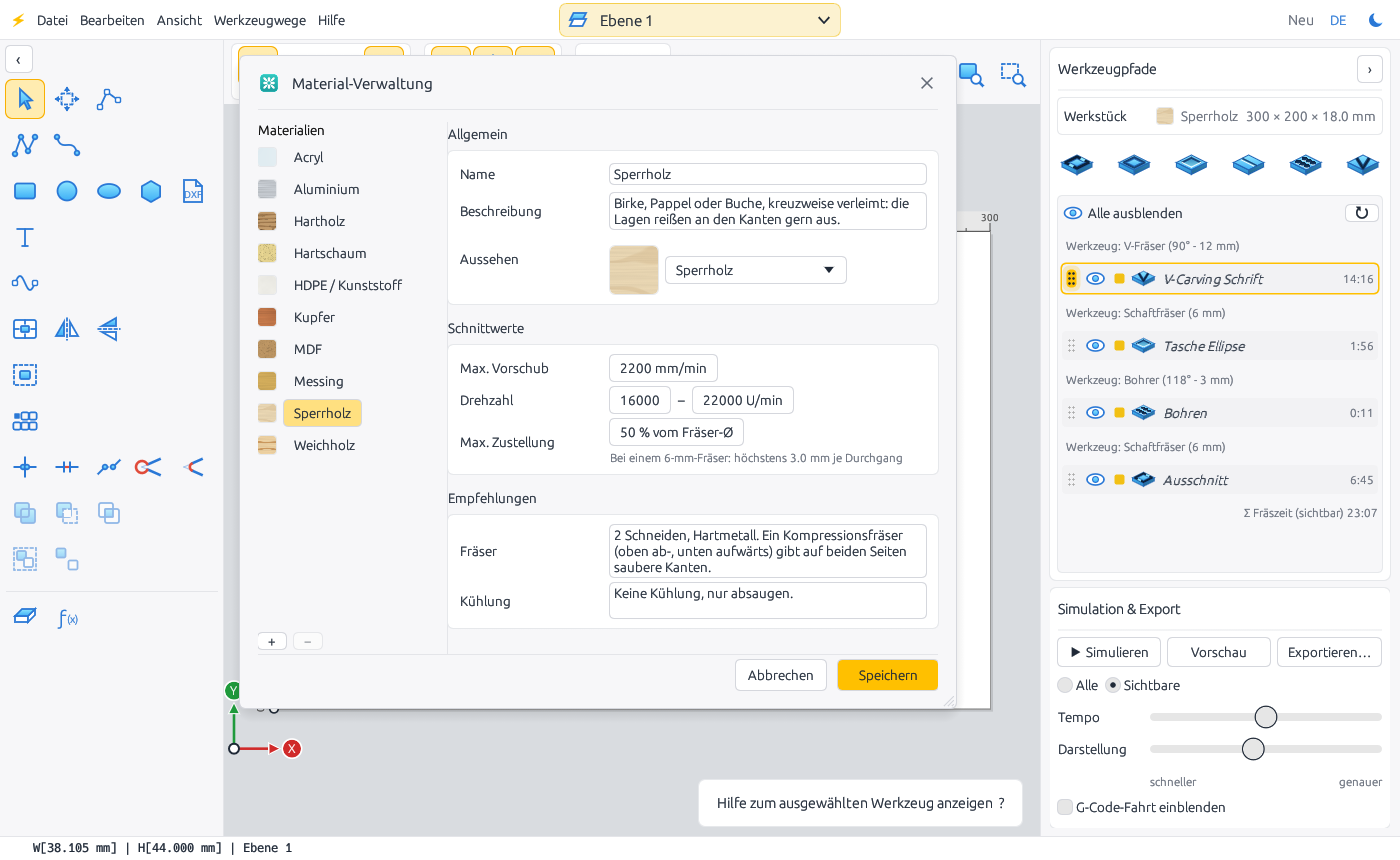 Datei Bearbeiten Ansicht Werkzeugwege Hilfe
Ebene 1
Neu DE
Material-Verwaltung
Materialien
Acryl
Aluminium
Hartholz
Hartschaum
HDPE / Kunststoff
Kupfer
MDF
Messing
Sperrholz
Weichholz
+ −
Allgemein
Name Sperrholz
Beschreibung Birke, Pappel oder Buche, kreuzweise verleimt: die
Lagen reißen an den Kanten gern aus.
Aussehen Sperrholz
Schnittwerte
Max. Vorschub 2200 mm/min
Drehzahl 16000 – 22000 U/min
Max. Zustellung 50 % vom Fräser-Ø
Bei einem 6-mm-Fräser: höchstens 3.0 mm je Durchgang
Empfehlungen
Fräser 2 Schneiden, Hartmetall. Ein Kompressionsfräser
(oben ab-, unten aufwärts) gibt auf beiden Seiten
saubere Kanten.
Kühlung Keine Kühlung, nur absaugen.
Abbrechen Speichern
DXF
T
f(x)
300
Y
X
Hilfe zum ausgewählten Werkzeug anzeigen ?
Werkzeugpfade
Werkstück Sperrholz 300 × 200 × 18.0 mm
Alle ausblenden
Werkzeug: V-Fräser (90° - 12 mm)
V-Carving Schrift 14:16
Werkzeug: Schaftfräser (6 mm)
Tasche Ellipse 1:56
Werkzeug: Bohrer (118° - 3 mm)
Bohren 0:11
Werkzeug: Schaftfräser (6 mm)
Ausschnitt 6:45
Σ Fräszeit (sichtbar) 23:07
Simulation & Export
Simulieren Vorschau Exportieren…
Alle Sichtbare
Tempo
Darstellung
schneller genauer
G-Code-Fahrt einblenden
W[38.105 mm] | H[44.000 mm] | Ebene 1